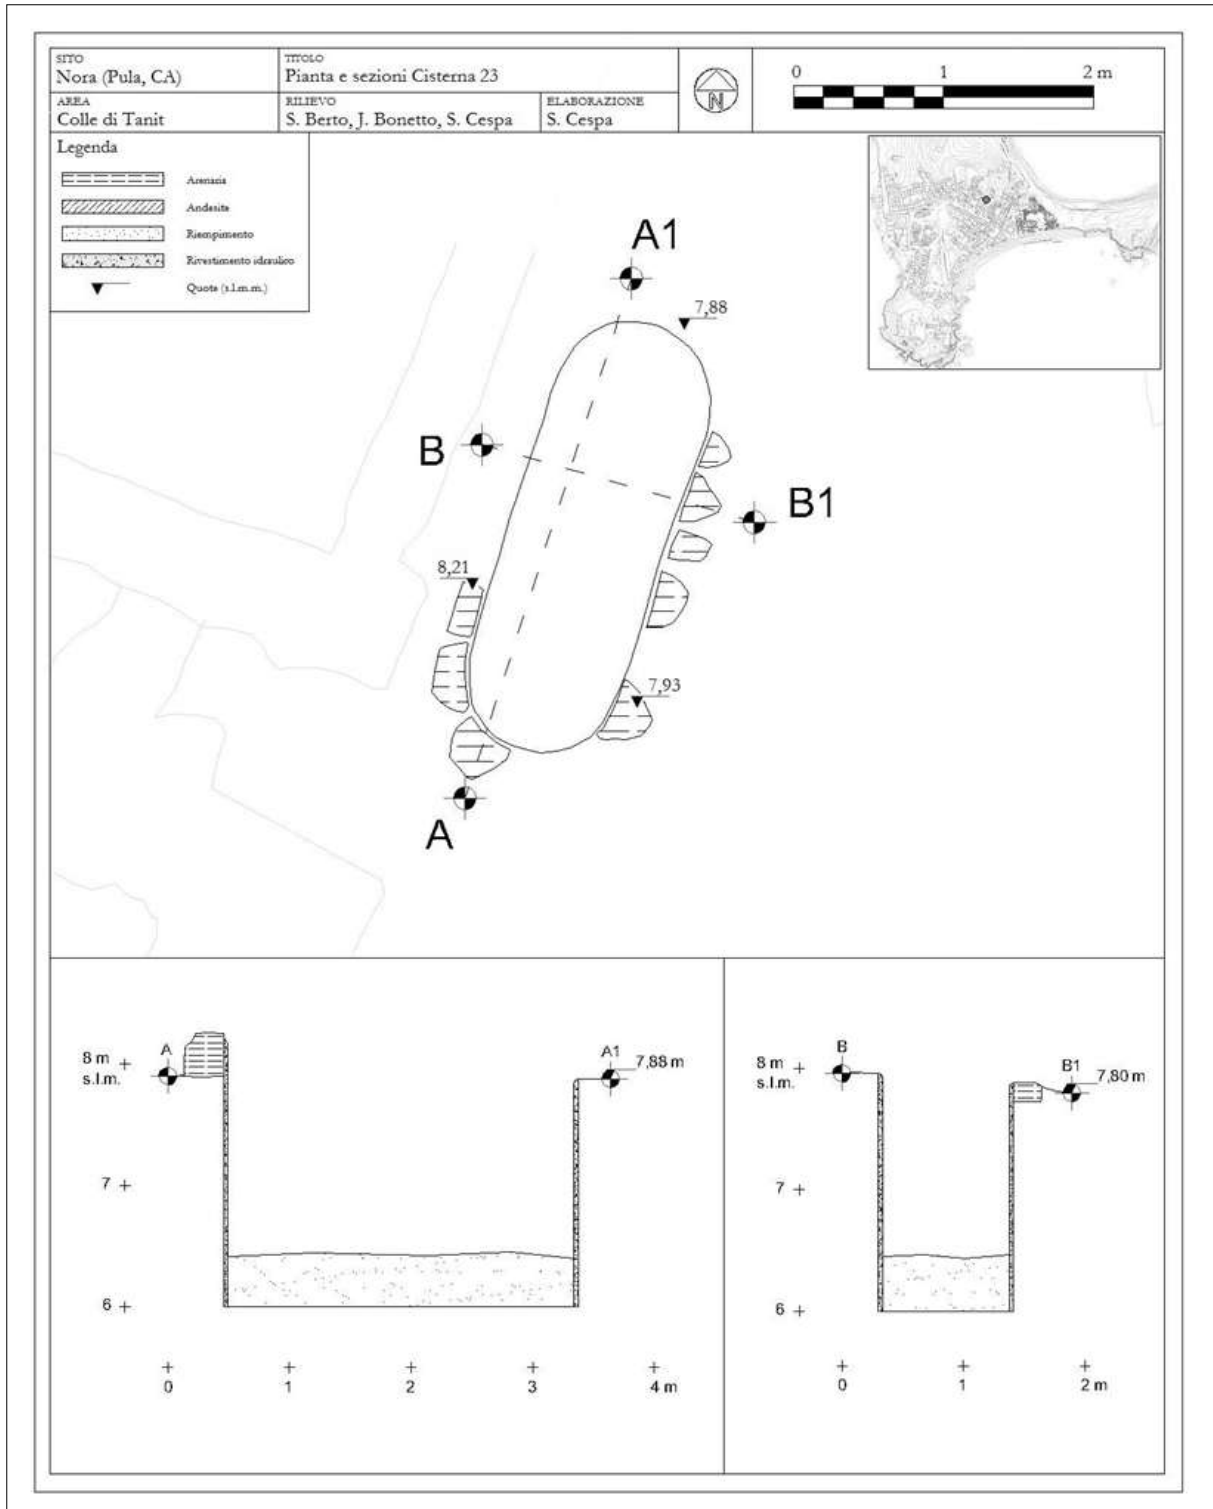 SITO
Nora (Pula, CA)
TITOLO
Pianta e sezioni Cisterna 23
AREA
Colle di Tanit
RILIEVO
S. Berto, J. Bonetto, S. Cespa
ELABORAZIONE
S. Cespa
N
0 1 2 m
Legenda
Arenaria
Andesite
Riempimento
Rivestimento idraulico
Quote (s.l.m.m.)
A1
7,88
B
B1
8,21
7,93
A
A
8 m
s.l.m.
A1
7,88 m
7
6
0 1 2 3 4 m
B
8 m
s.l.m.
B1
7,80 m
7
6
0 1 2 m